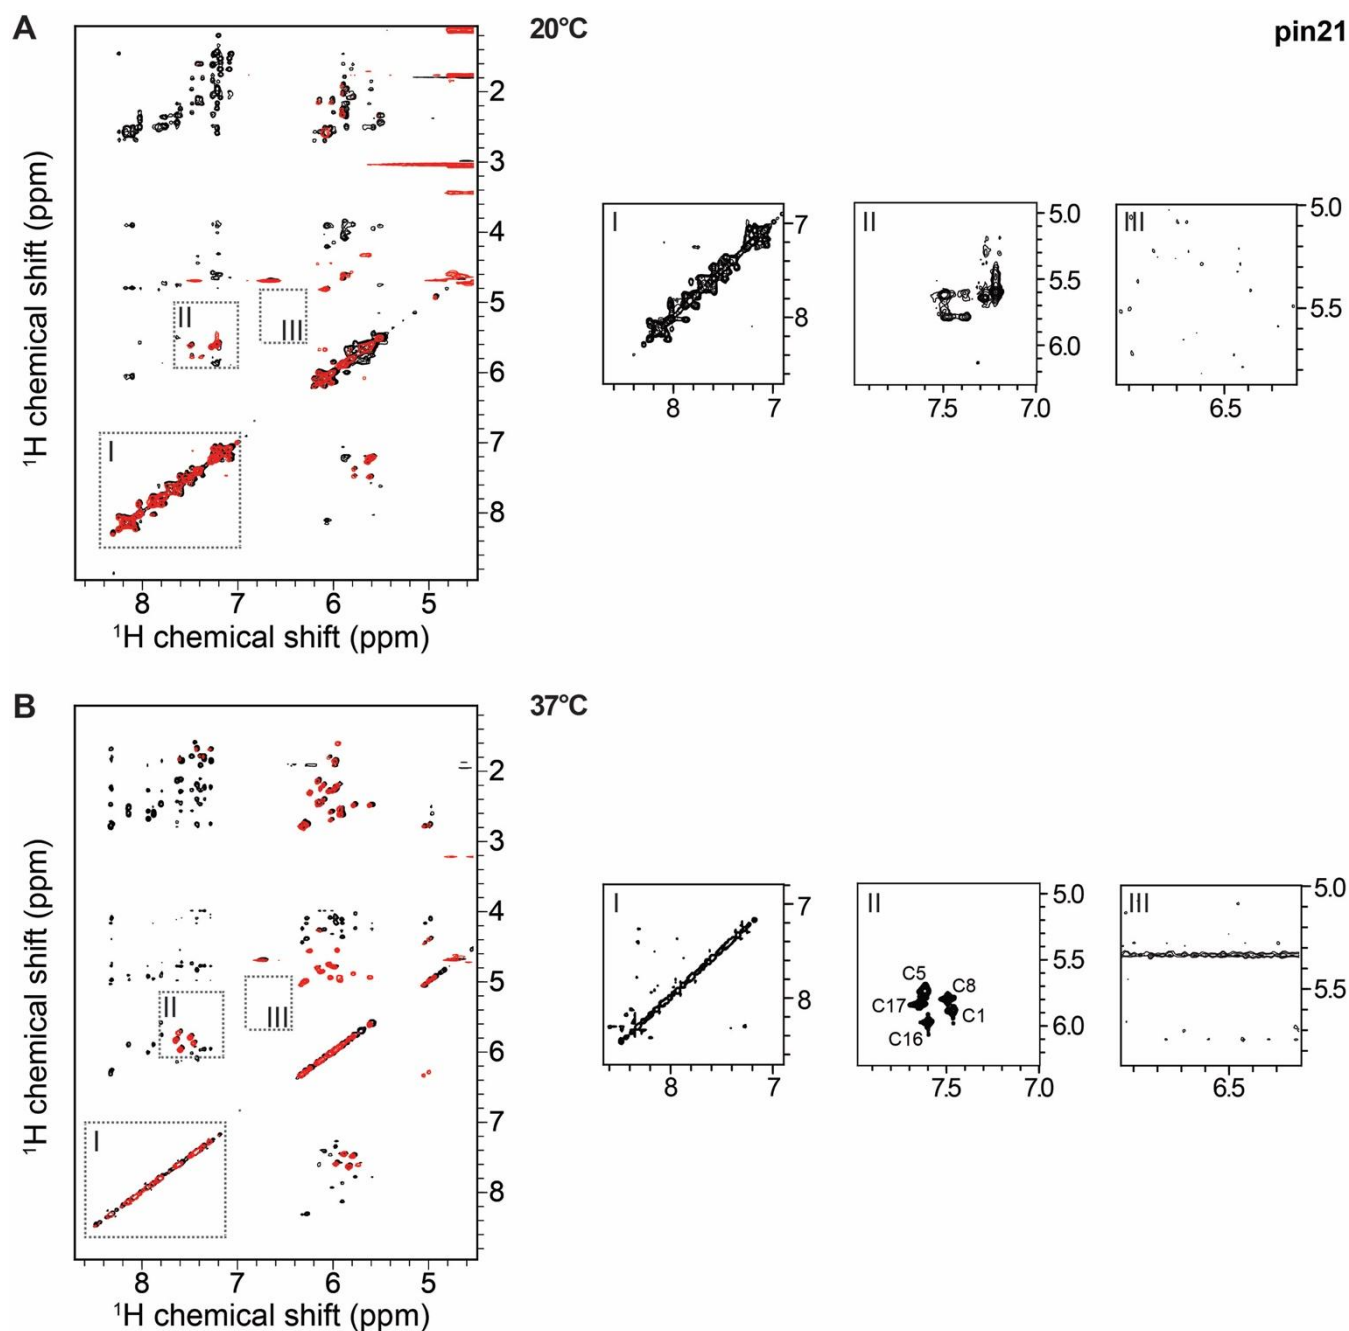 A
20°C
pin21
2
3
4
5
6
7
8
II
III
I
8 7 6 5
¹H chemical shift (ppm)
¹H chemical shift (ppm)
I
7
8
8 7
II
5.0
5.5
6.0
7.5 7.0
III
5.0
5.5
6.5
B
37°C
2
3
4
5
6
7
8
II
III
I
8 7 6 5
¹H chemical shift (ppm)
¹H chemical shift (ppm)
I
7
8
8 7
II
5.0
5.5
6.0
C5
C8
C17
C1
C16
7.5 7.0
III
5.0
5.5
6.5